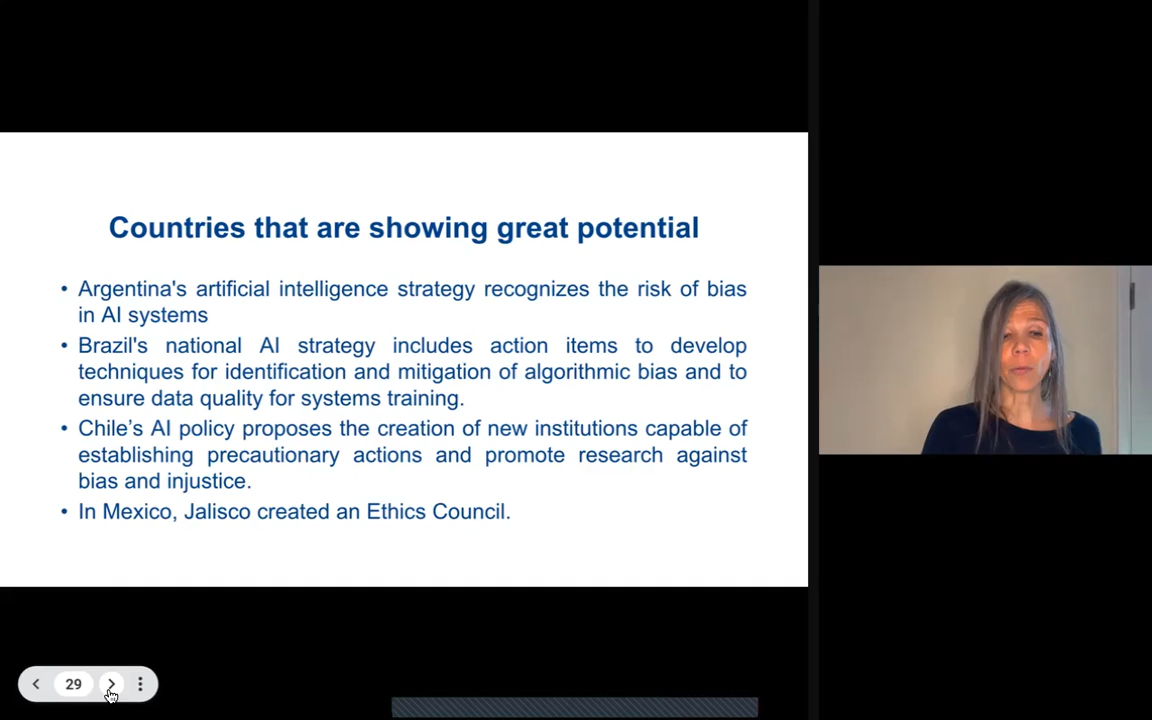 Countries that are showing great potential
• Argentina's artificial intelligence strategy recognizes the risk of bias
in AI systems
• Brazil's national AI strategy includes action items to develop
techniques for identification and mitigation of algorithmic bias and to
ensure data quality for systems training.
• Chile’s AI policy proposes the creation of new institutions capable of
establishing precautionary actions and promote research against
bias and injustice.
• In Mexico, Jalisco created an Ethics Council.
29